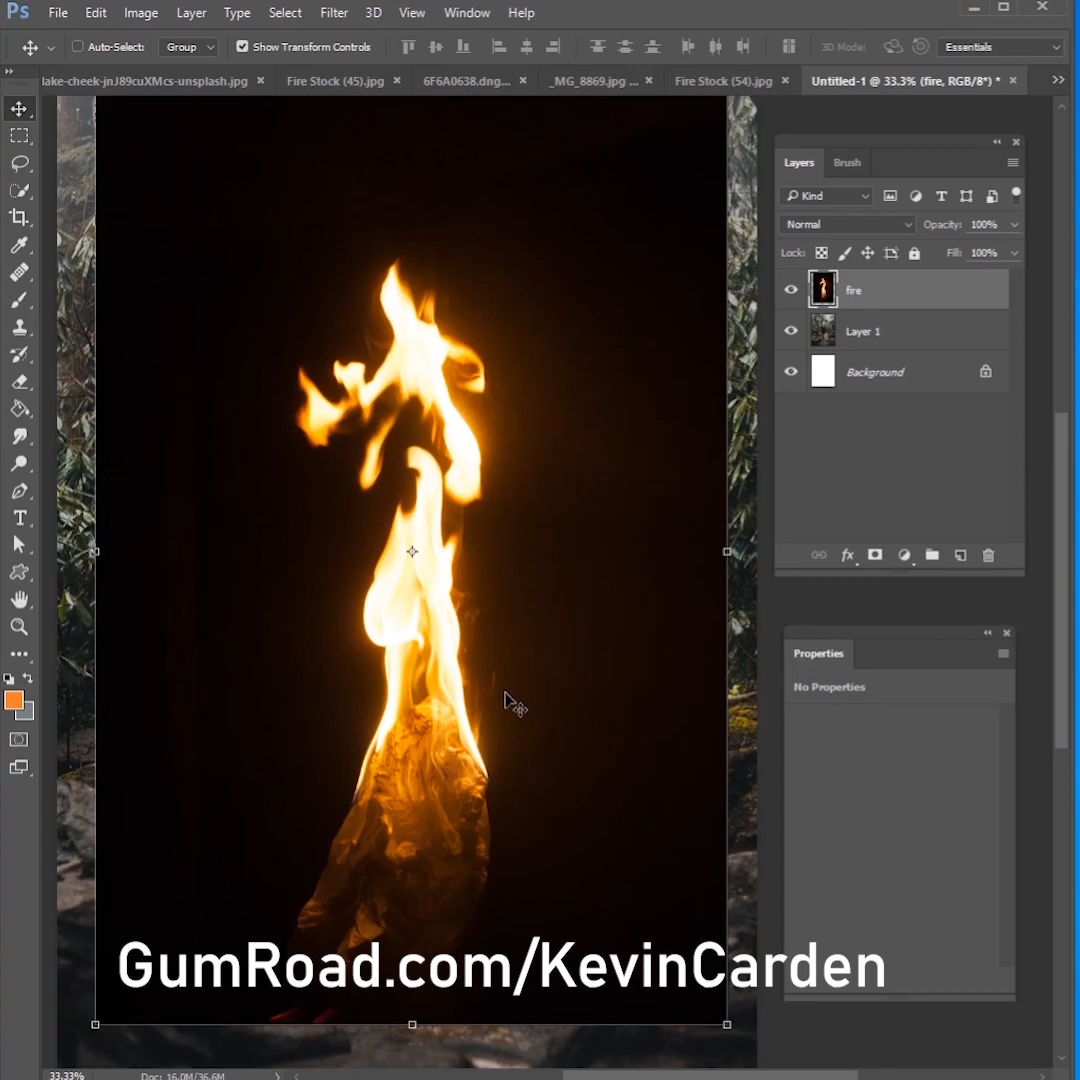 Ps File Edit Image Layer Type Select Filter 3D View Window Help
Auto-Select: Group Show Transform Controls 3D Mode: Essentials
lake-cheek-jnJ89cuXMcs-unsplash.jpg × Fire Stock (45).jpg × 6F6A0638.dng... × _MG_8869.jpg ... × Fire Stock (54).jpg × Untitled-1 @ 33.3% (fire, RGB/8*) * ×
Layers Brush
Kind
Normal Opacity: 100%
Lock: Fill: 100%
fire
Layer 1
Background
Properties
No Properties
GumRoad.com/KevinCarden
33.33% Doc: 16.0M/36.6M